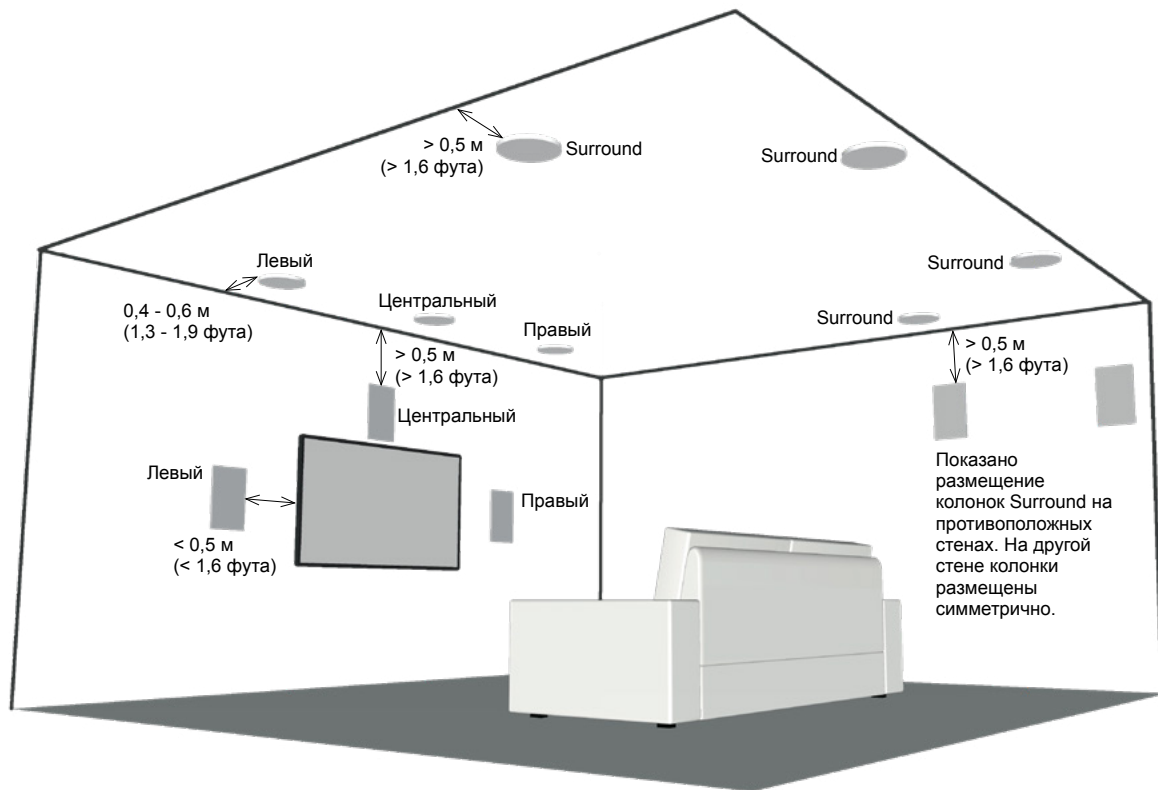 > 0,5 м
(> 1,6 фута)
Surround
Surround
Левый
Surround
0,4 - 0,6 м
(1,3 - 1,9 фута)
Центральный
Правый
Surround
> 0,5 м
(> 1,6 фута)
> 0,5 м
(> 1,6 фута)
Центральный
Левый
Правый
< 0,5 м
(< 1,6 фута)
Показано
размещение
колонок Surround на
противоположных
стенах. На другой
стене колонки
размещены
симметрично.